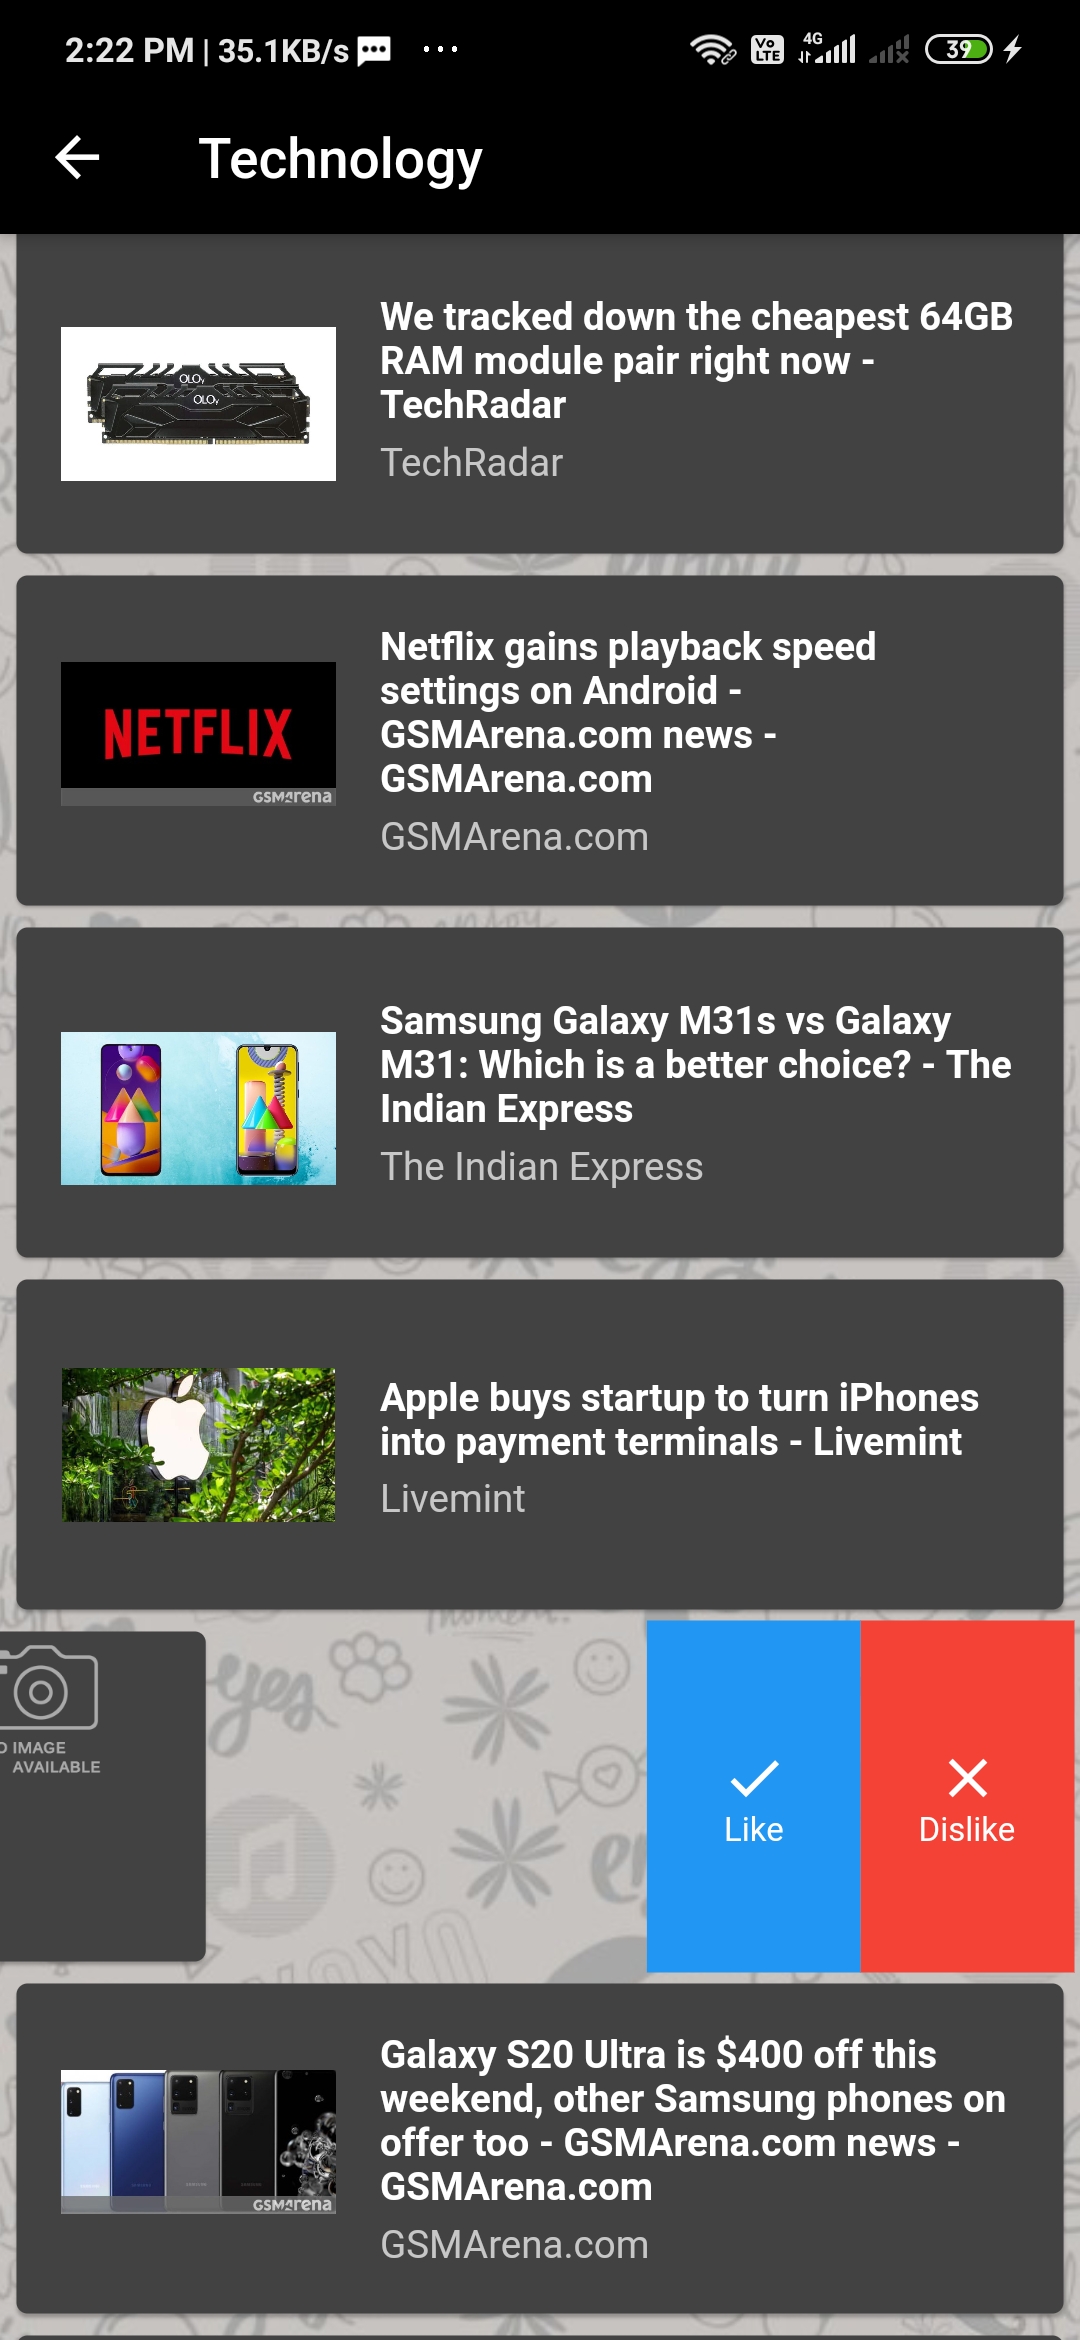 2:22 PM | 35.1KB/s
Vo LTE
4G
39
Technology
OLOy
OLOy
We tracked down the cheapest 64GB
RAM module pair right now -
TechRadar
TechRadar
NETFLIX
GSMArena
Netflix gains playback speed
settings on Android -
GSMArena.com news -
GSMArena.com
GSMArena.com
Samsung Galaxy M31s vs Galaxy
M31: Which is a better choice? - The
Indian Express
The Indian Express
Apple buys startup to turn iPhones
into payment terminals - Livemint
Livemint
moment.
yes
O IMAGE
AVAILABLE
Like
Dislike
GSMArena
Galaxy S20 Ultra is $400 off this
weekend, other Samsung phones on
offer too - GSMArena.com news -
GSMArena.com
GSMArena.com